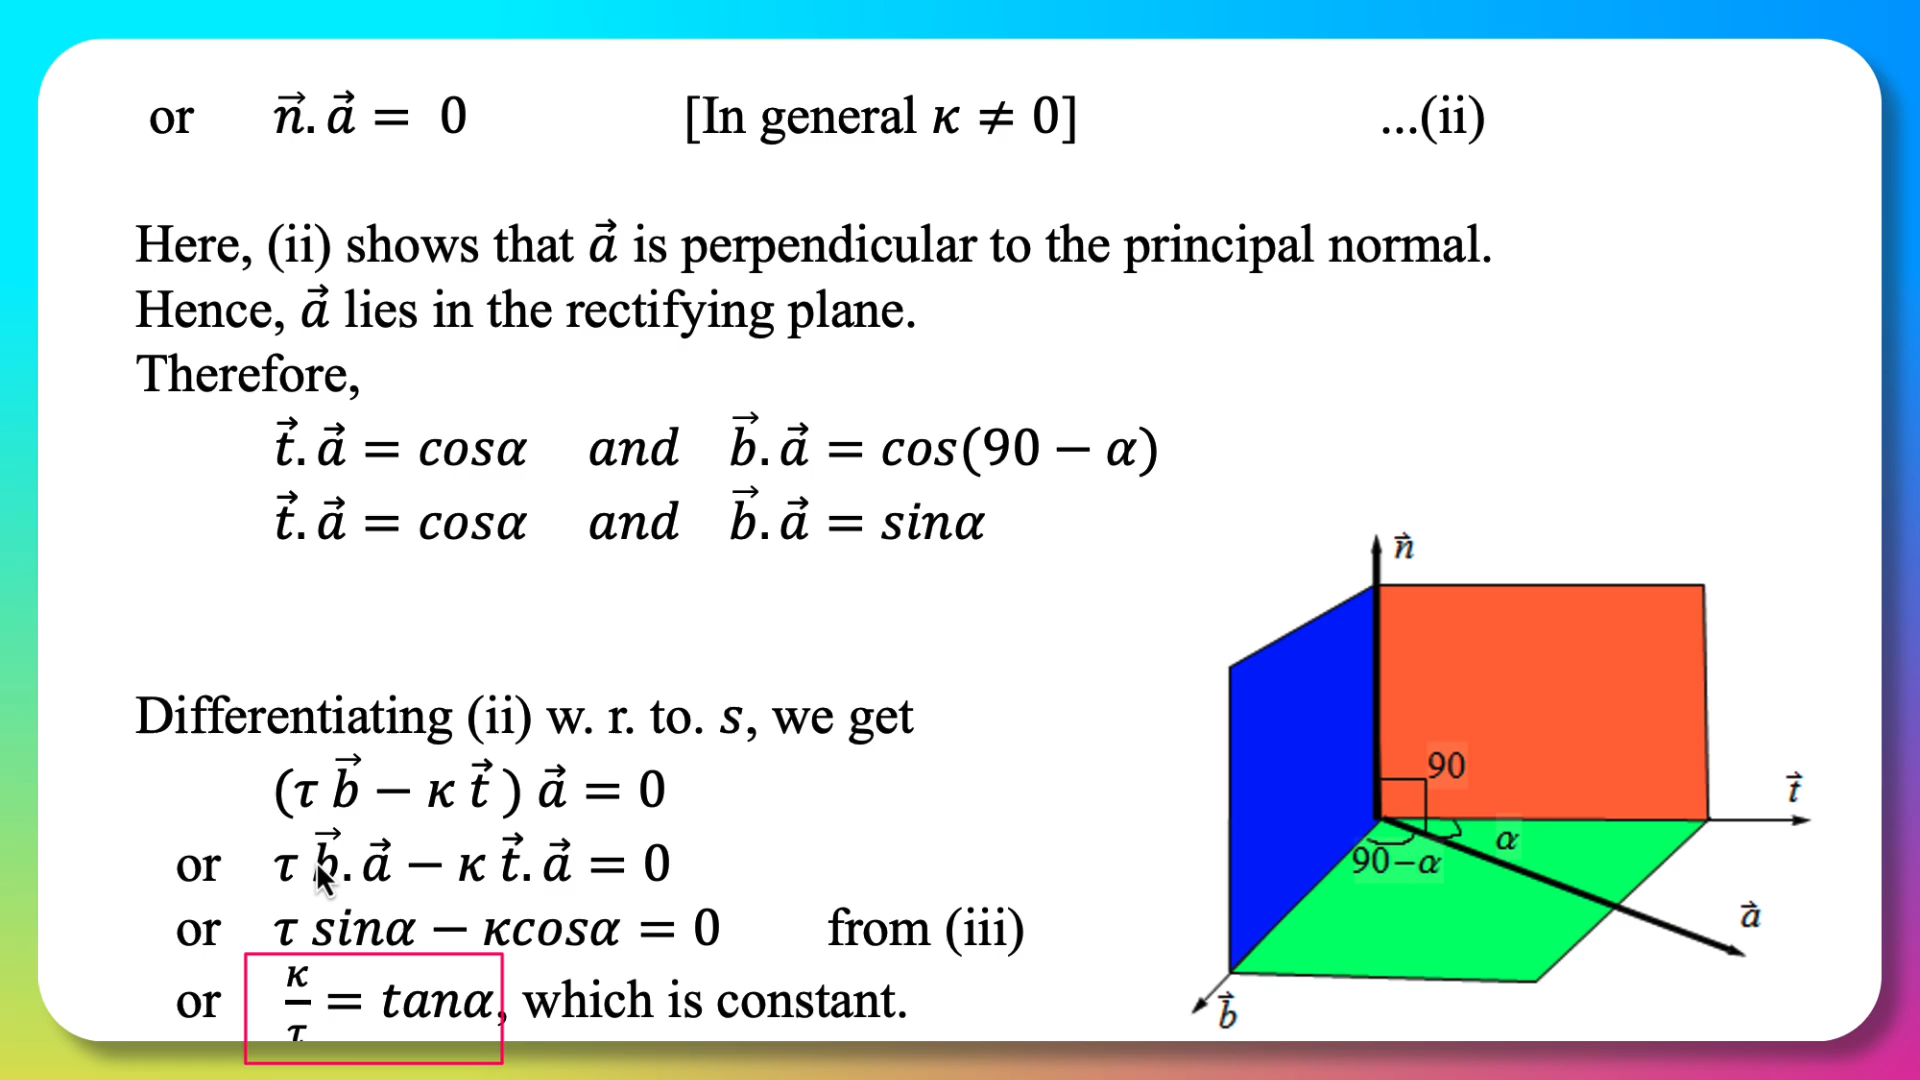 or n⃗. a⃗ = 0 [In general κ ≠ 0] ...(ii)
Here, (ii) shows that a⃗ is perpendicular to the principal normal.
Hence, a⃗ lies in the rectifying plane.
Therefore,
t⃗. a⃗ = cosα and b⃗. a⃗ = cos(90 − α)
t⃗. a⃗ = cosα and b⃗. a⃗ = sinα
Differentiating (ii) w. r. to. s, we get
(τ b⃗ − κ t⃗ ) a⃗ = 0
or τ b⃗. a⃗ − κ t⃗. a⃗ = 0
or τ sinα − κcosα = 0 from (iii)
or κ/τ = tanα, which is constant.
n⃗
90
t⃗
α
90−α
a⃗
b⃗